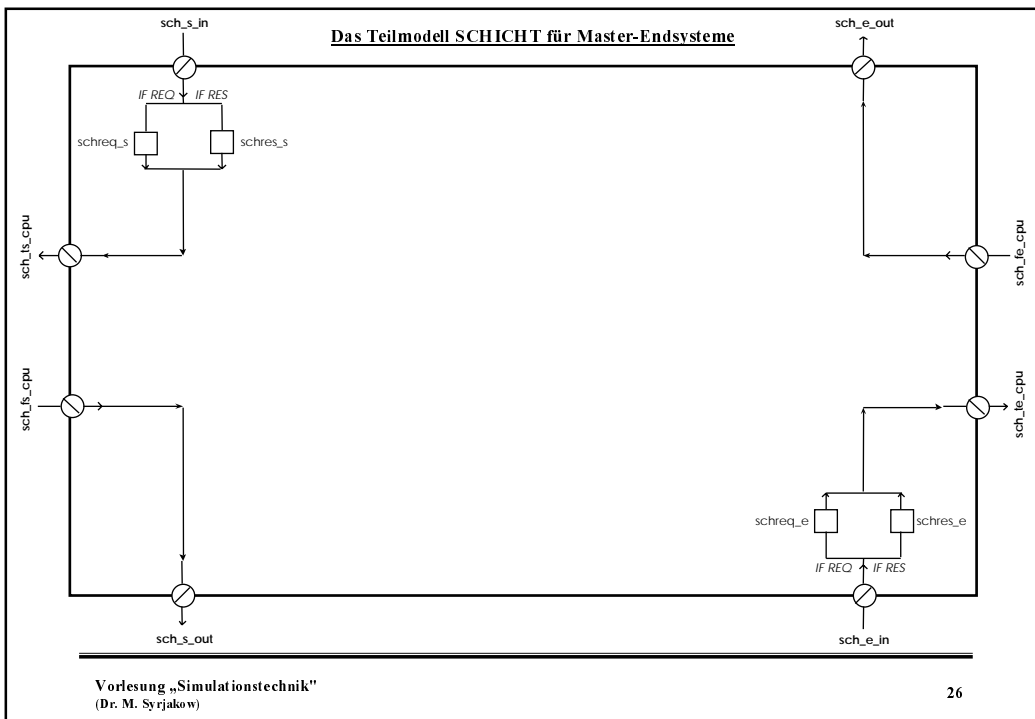 sch_s_in
Das Teilmodell SCHICHT für Master-Endsysteme
sch_e_out
IF REQ IF RES
schreq_s
schres_s
sch_ts_cpu
sch_fe_cpu
sch_fs_cpu
sch_te_cpu
schreq_e
schres_e
IF REQ IF RES
sch_s_out
sch_e_in
Vorlesung „Simulationstechnik"
(Dr. M. Syrjakow)
26